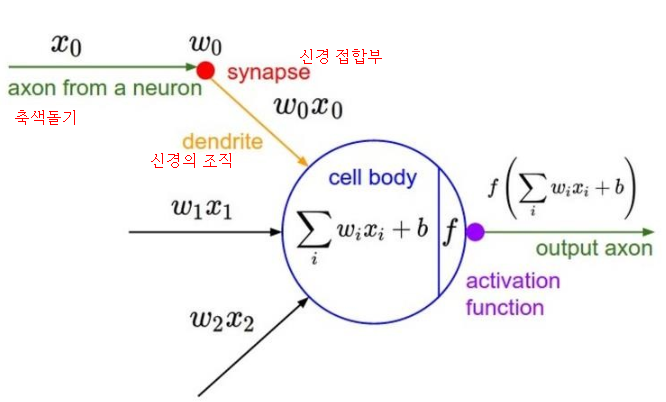 x₀
w₀
synapse
신경 접합부
axon from a neuron
축색돌기
w₀x₀
dendrite
신경의 조직
cell body
w₁x₁
∑ᵢ wᵢxᵢ + b
f
f(∑ᵢ wᵢxᵢ + b)
output axon
activation
function
w₂x₂